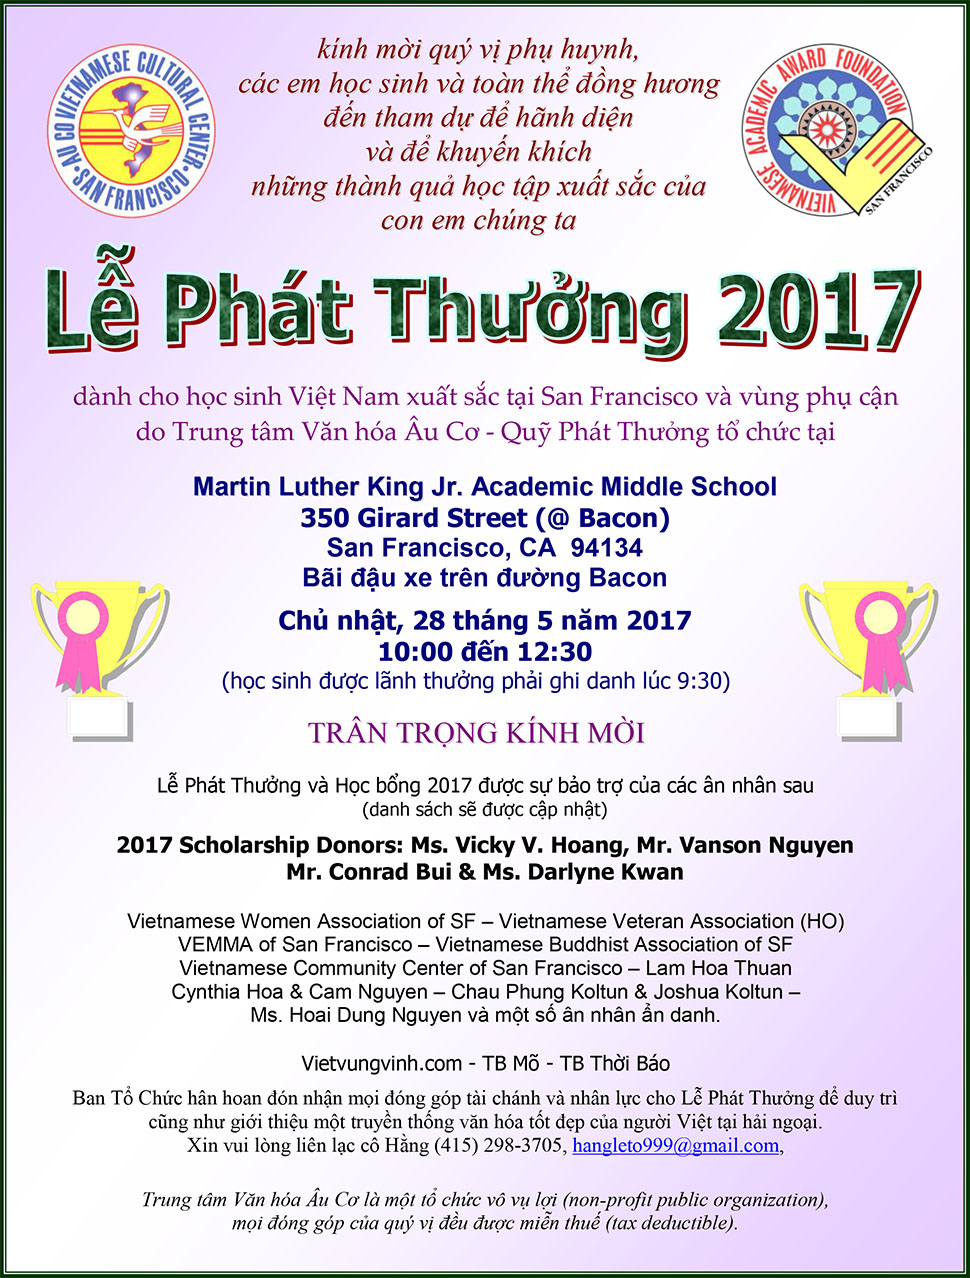 kính mời quý vị phụ huynh,
các em học sinh và toàn thể đồng hương
đến tham dự để hãnh diện
và để khuyến khích
những thành quả học tập xuất sắc của
con em chúng ta
AU CO VIETNAMESE CULTURAL CENTER · SAN FRANCISCO ·
VIETNAMESE ACADEMIC AWARD FOUNDATION
SAN FRANCISCO
Lễ Phát Thưởng 2017
dành cho học sinh Việt Nam xuất sắc tại San Francisco và vùng phụ cận
do Trung tâm Văn hóa Âu Cơ - Quỹ Phát Thưởng tổ chức tại
Martin Luther King Jr. Academic Middle School
350 Girard Street (@ Bacon)
San Francisco, CA 94134
Bãi đậu xe trên đường Bacon
Chủ nhật, 28 tháng 5 năm 2017
10:00 đến 12:30
(học sinh được lãnh thưởng phải ghi danh lúc 9:30)
TRÂN TRỌNG KÍNH MỜI
Lễ Phát Thưởng và Học bổng 2017 được sự bảo trợ của các ân nhân sau
(danh sách sẽ được cập nhật)
2017 Scholarship Donors: Ms. Vicky V. Hoang, Mr. Vanson Nguyen
Mr. Conrad Bui & Ms. Darlyne Kwan
Vietnamese Women Association of SF – Vietnamese Veteran Association (HO)
VEMMA of San Francisco – Vietnamese Buddhist Association of SF
Vietnamese Community Center of San Francisco – Lam Hoa Thuan
Cynthia Hoa & Cam Nguyen – Chau Phung Koltun & Joshua Koltun –
Ms. Hoai Dung Nguyen và một số ân nhân ẩn danh.
Vietvungvinh.com - TB Mõ - TB Thời Báo
Ban Tổ Chức hân hoan đón nhận mọi đóng góp tài chánh và nhân lực cho Lễ Phát Thưởng để duy trì
cũng như giới thiệu một truyền thống văn hóa tốt đẹp của người Việt tại hải ngoại.
Xin vui lòng liên lạc cô Hằng (415) 298-3705, hangleto999@gmail.com,
Trung tâm Văn hóa Âu Cơ là một tổ chức vô vụ lợi (non-profit public organization),
mọi đóng góp của quý vị đều được miễn thuế (tax deductible).